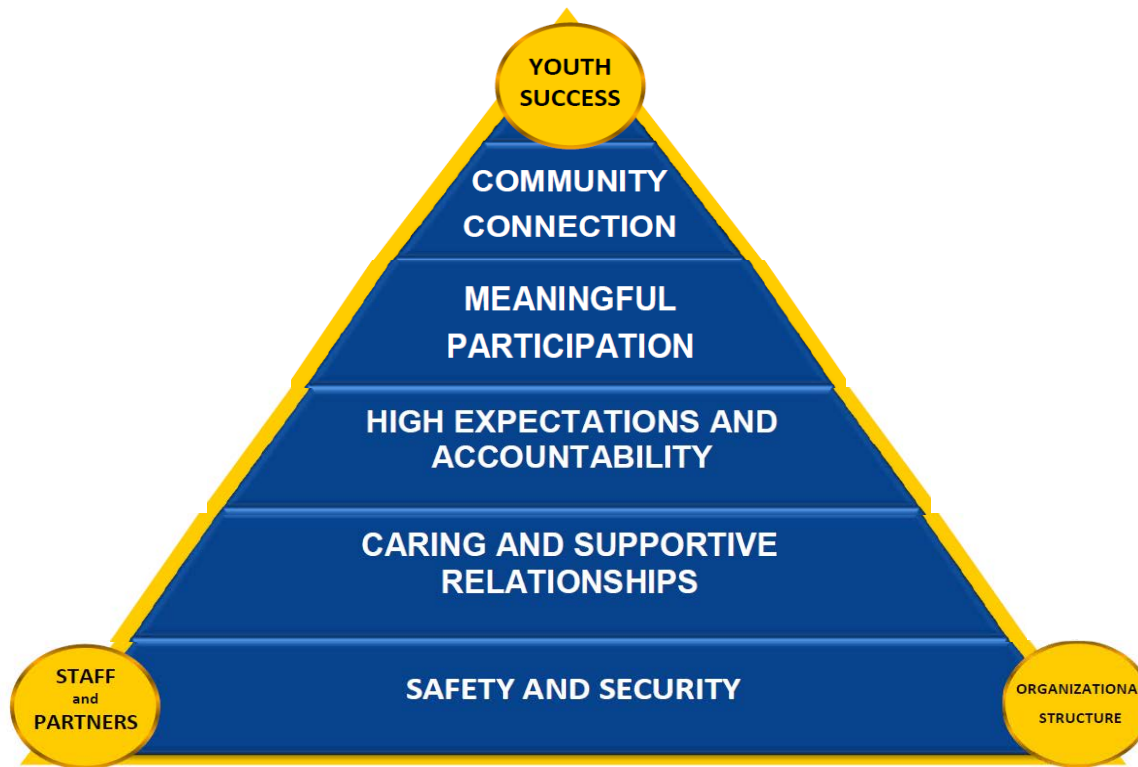 YOUTH
SUCCESS
COMMUNITY
CONNECTION
MEANINGFUL
PARTICIPATION
HIGH EXPECTATIONS AND
ACCOUNTABILITY
CARING AND SUPPORTIVE
RELATIONSHIPS
SAFETY AND SECURITY
STAFF
and
PARTNERS
ORGANIZATIONA
STRUCTURE